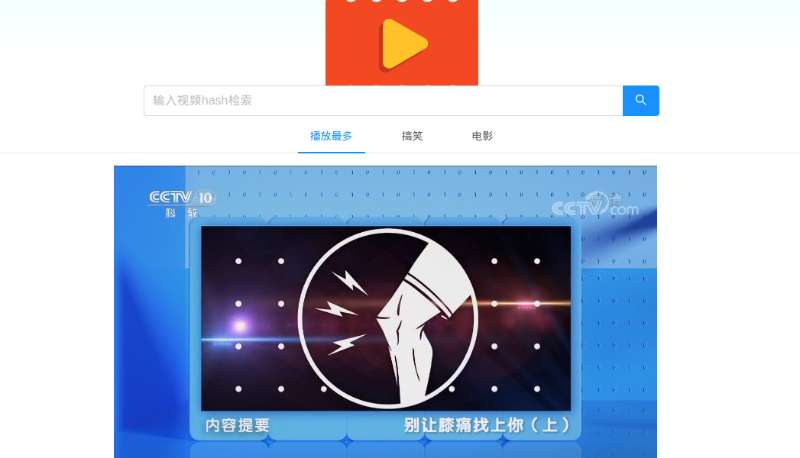 输入视频hash检索
播放最多
搞笑
电影
CCTV 10
科教
CCTV.com
内容提要
别让膝痛找上你（上）